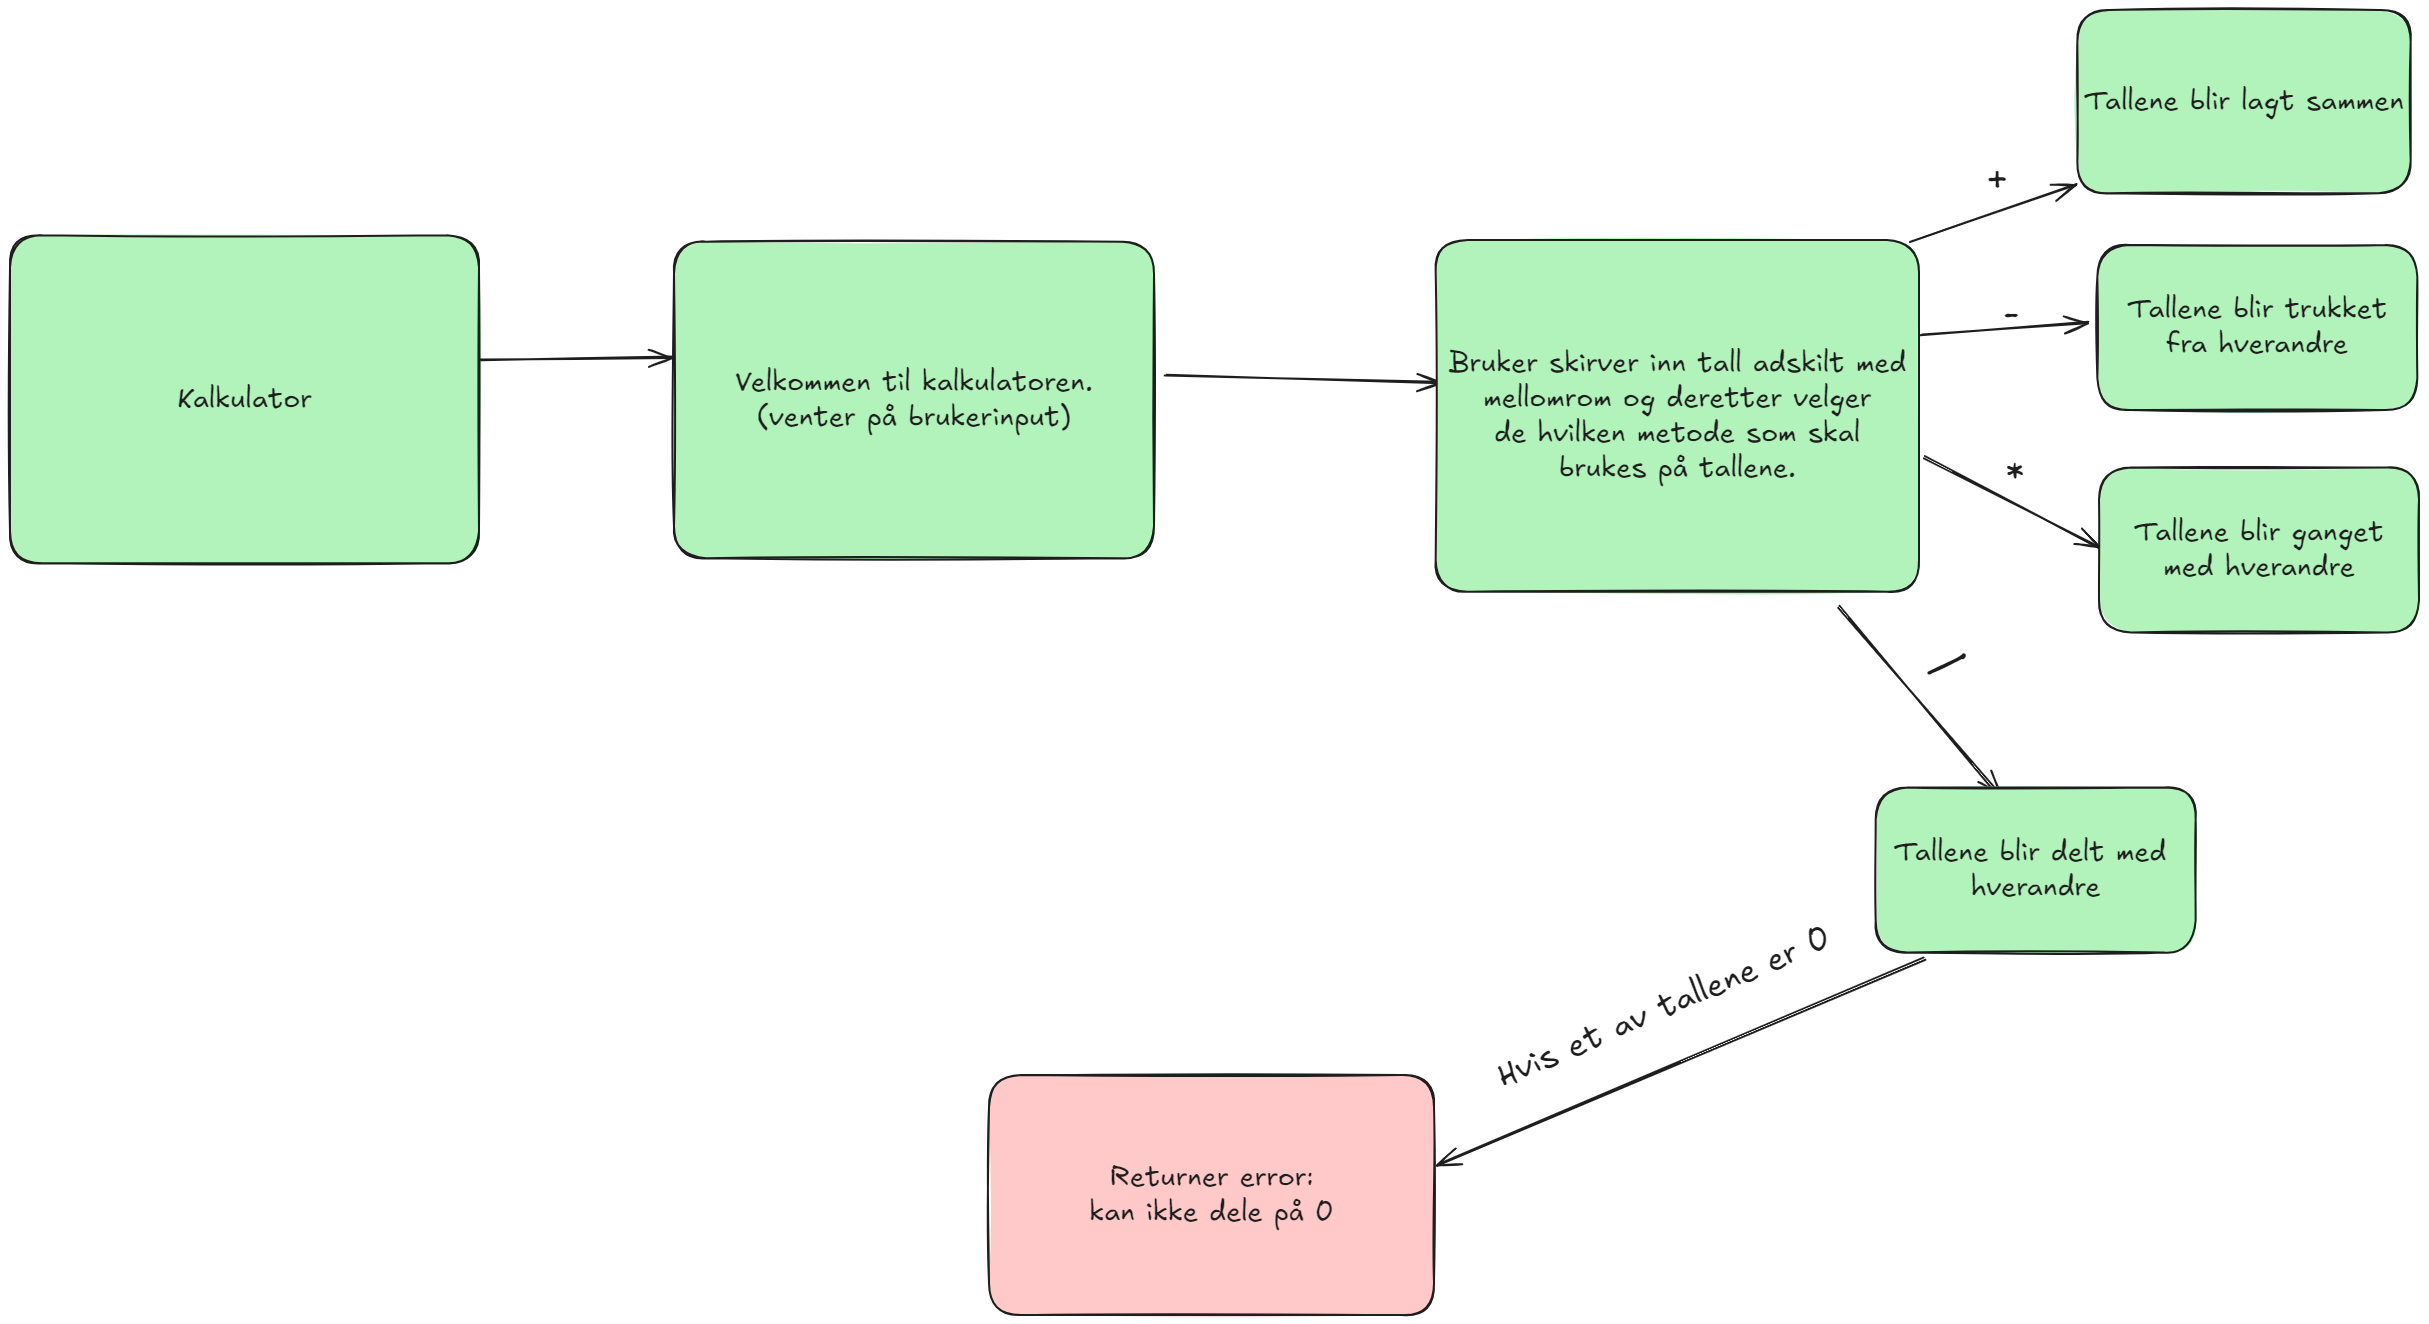 Kalkulator
Velkommen til kalkulatoren.
(venter på brukerinput)
Bruker skirver inn tall adskilt med
mellomrom og deretter velger
de hvilken metode som skal
brukes på tallene.
+
Tallene blir lagt sammen
-
Tallene blir trukket
fra hverandre
*
Tallene blir ganget
med hverandre
/
Tallene blir delt med
hverandre
Hvis et av tallene er 0
Returner error:
kan ikke dele på 0